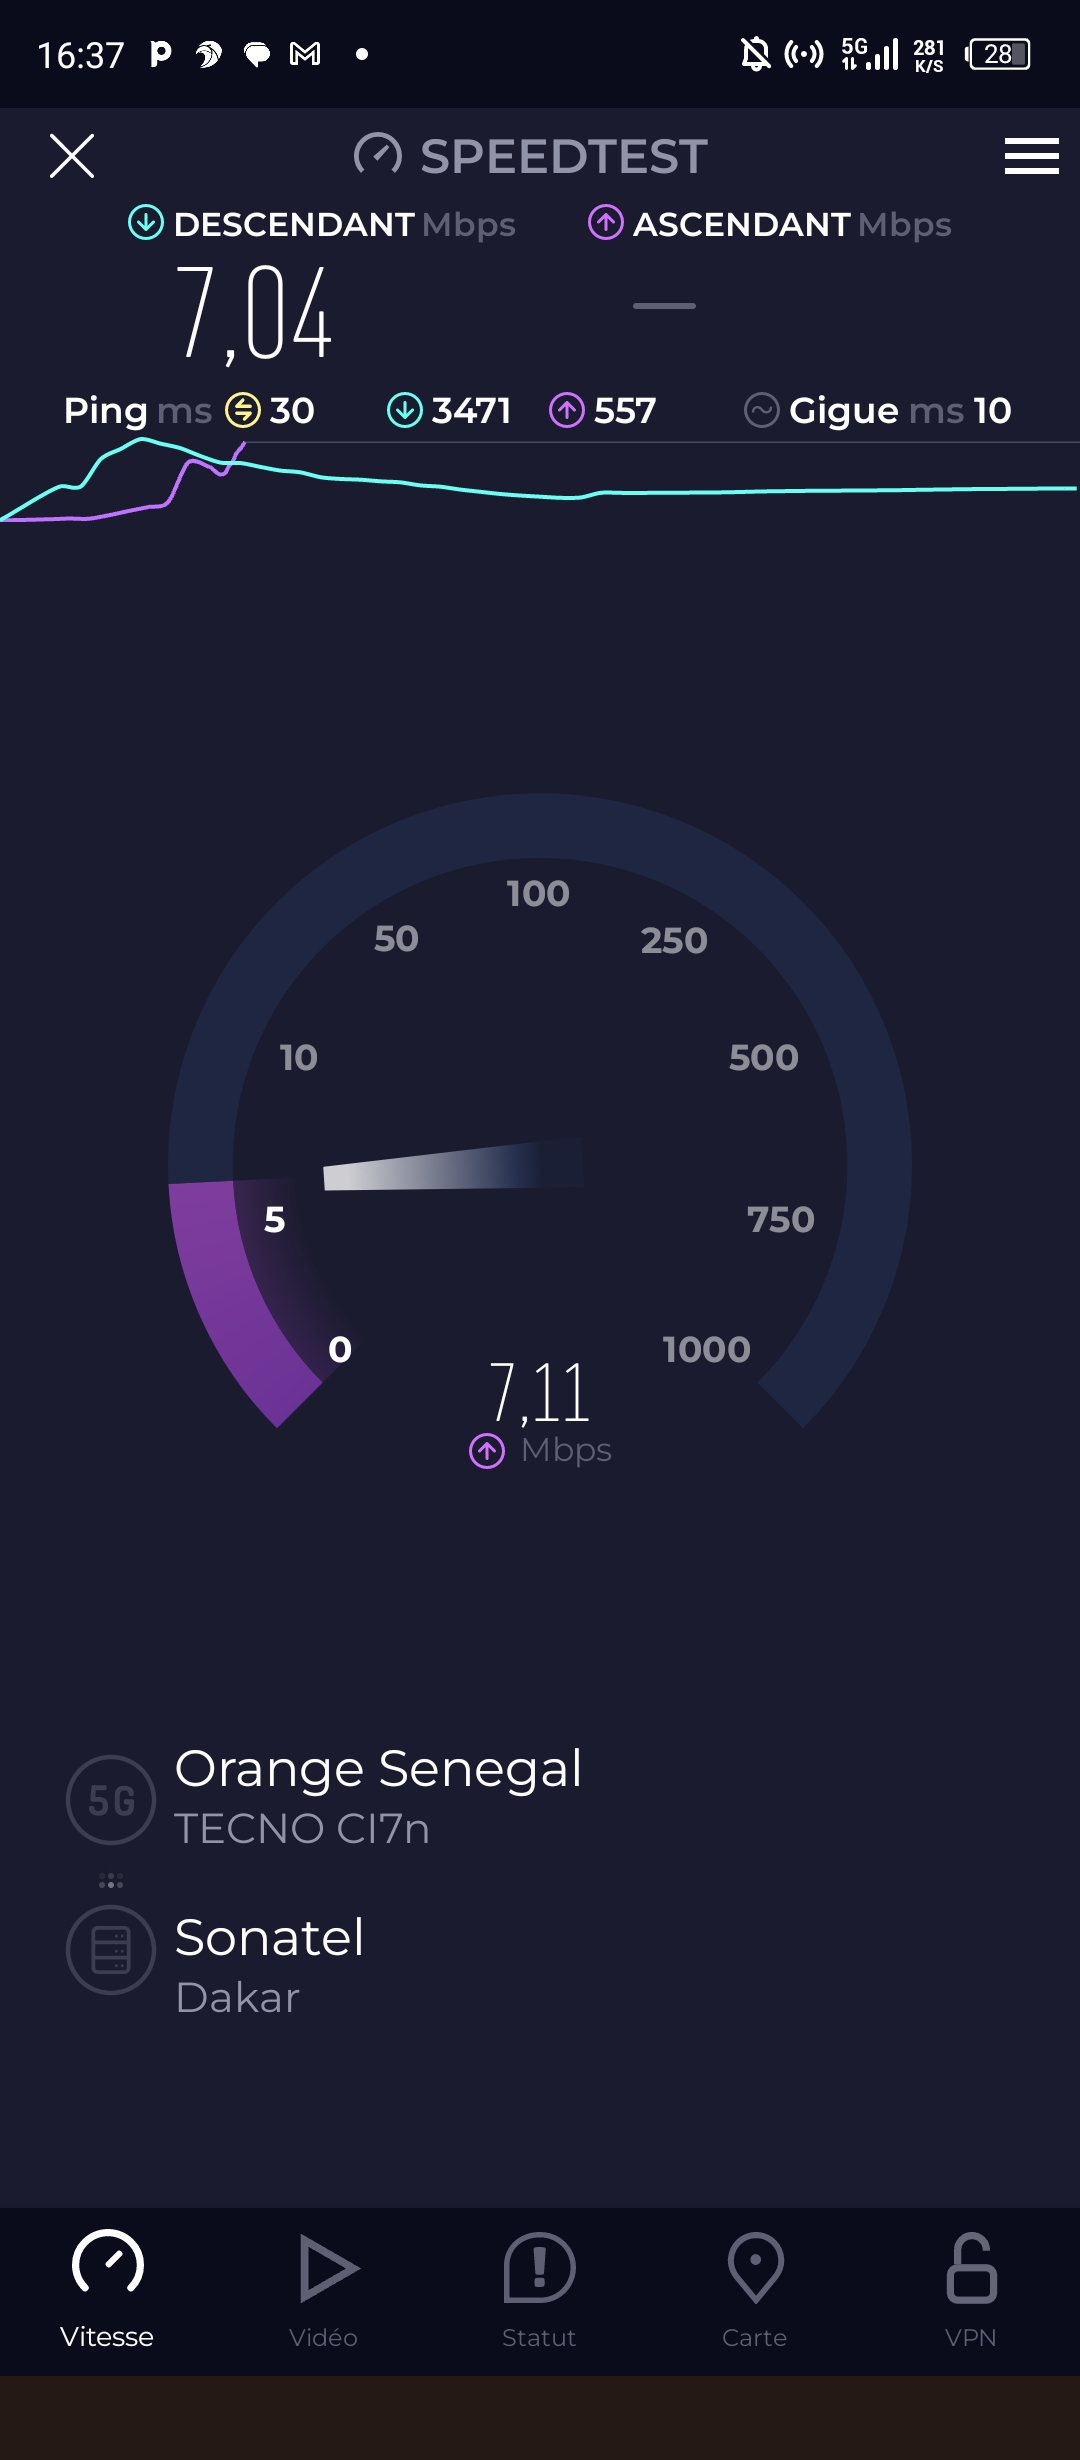 16:37 5G 281 K/S 28
SPEEDTEST
DESCENDANT Mbps ASCENDANT Mbps
7,04 —
Ping ms 30 3471 557 Gigue ms 10
100
50 250
10 500
5 750
0 1000
7,11
Mbps
5G Orange Senegal
TECNO CI7n
Sonatel
Dakar
Vitesse Vidéo Statut Carte VPN